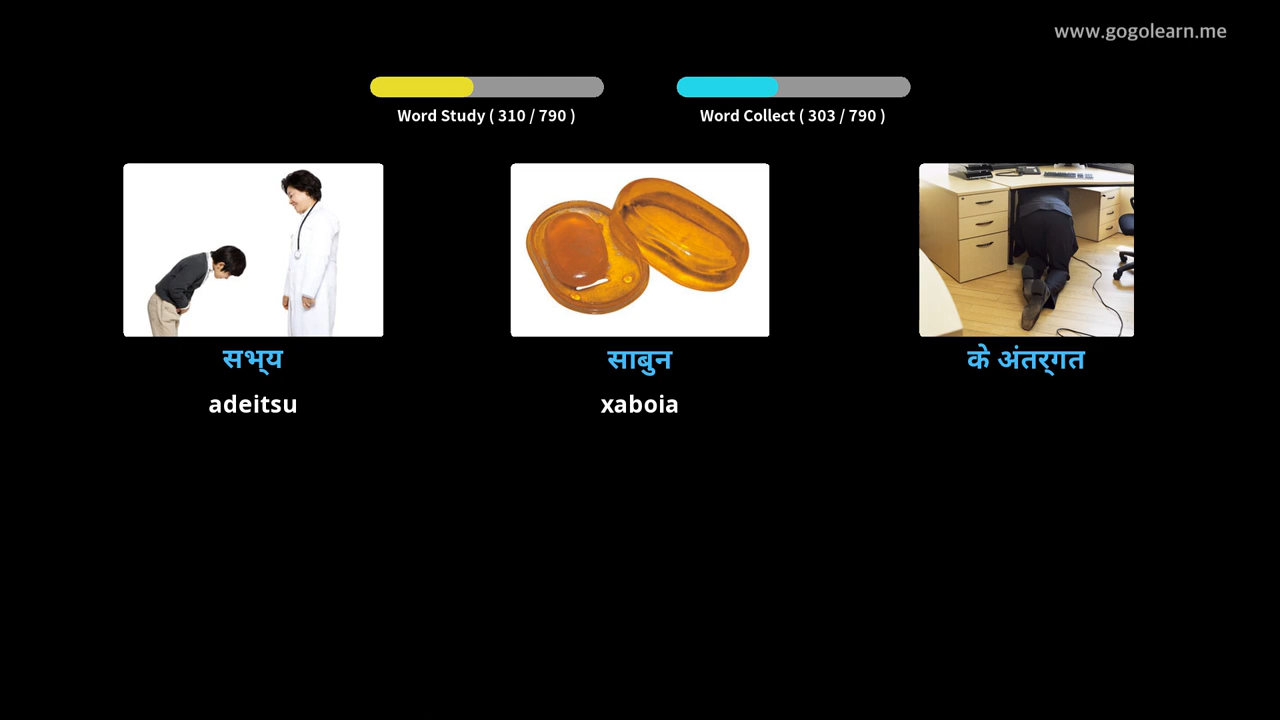 www.gogolearn.me
Word Study ( 310 / 790 )
Word Collect ( 303 / 790 )
सभ्य
साबुन
के अंतर्गत
adeitsu
xaboia